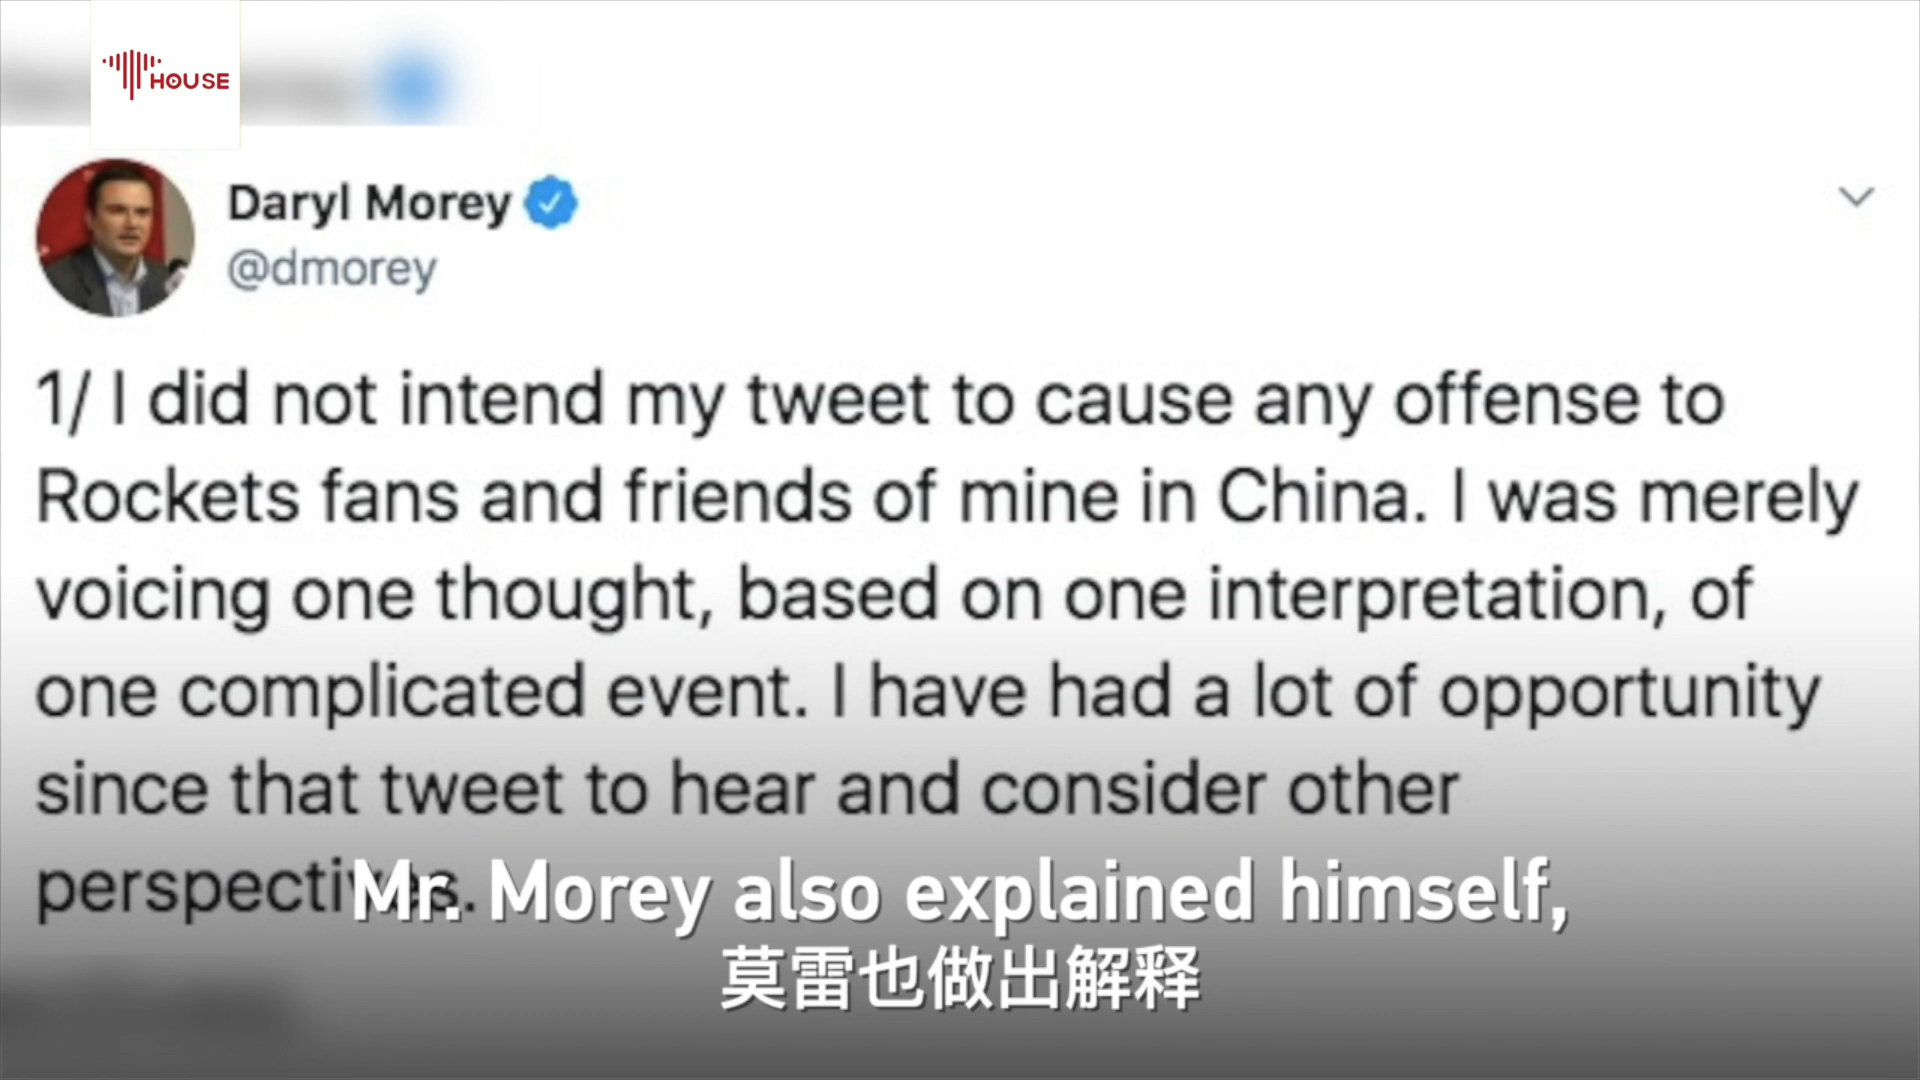 HOUSE
Daryl Morey
@dmorey
1/ I did not intend my tweet to cause any offense to
Rockets fans and friends of mine in China. I was merely
voicing one thought, based on one interpretation, of
one complicated event. I have had a lot of opportunity
since that tweet to hear and consider other
perspectives.
Mr. Morey also explained himself,
莫雷也做出解释